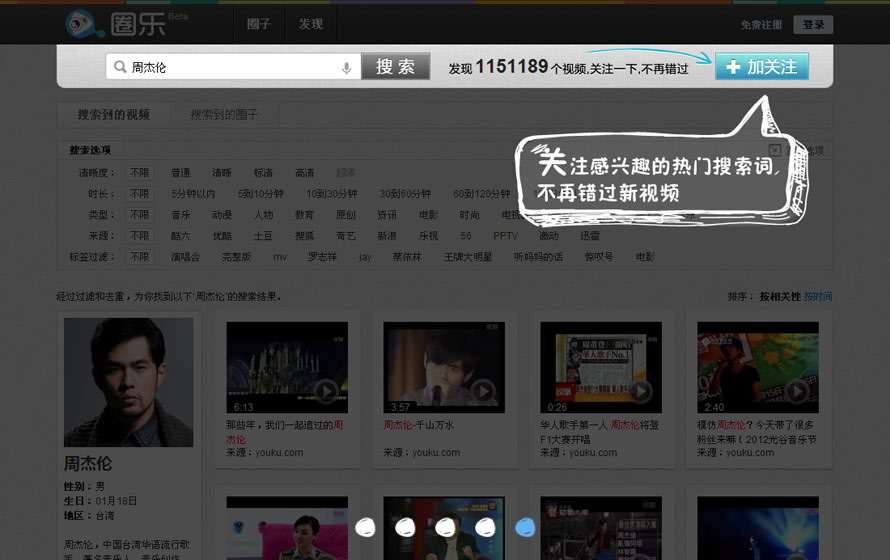 圈乐 Beta
圈子 发现
免费注册 登录
周杰伦 搜索
发现 1151189 个视频,关注一下,不再错过
加关注
搜索到的视频 搜索到的圈子
关注感兴趣的热门搜索词,
不再错过新视频
搜索选项
清晰度： 不限 普通 清晰 标清 高清 超清
时长： 不限 5分钟以内 5到10分钟 10到30分钟 30到60分钟 60到120分钟
类型： 不限 音乐 动漫 人物 教育 原创 资讯 电影 时尚
来源： 不限 酷六 优酷 土豆 搜狐 奇艺 新浪 乐视 56 PPTV 激动 迅雷
标签过滤： 不限 演唱会 完整版 mv 罗志祥 jay 蔡依林 王牌大明星 听妈妈的话 惊叹号 电影
经过过滤和去重，为你找到以下"周杰伦"的搜索结果。
排序： 按相关性 按时间
6:13
3:57
0:26
2:40
那些年，我们一起追过的周
杰伦
来源：youku.com
周杰伦-千山万水
来源：youku.com
华人歌手第一人 周杰伦将登
F1大赛开唱
来源：youku.com
模仿周杰伦？今天带了很多
粉丝来嘛（2012光谷音乐节
来源：youku.com
周杰伦
性别：男
生日：01月18日
地区：台湾
周杰伦，中国台湾华语流行歌